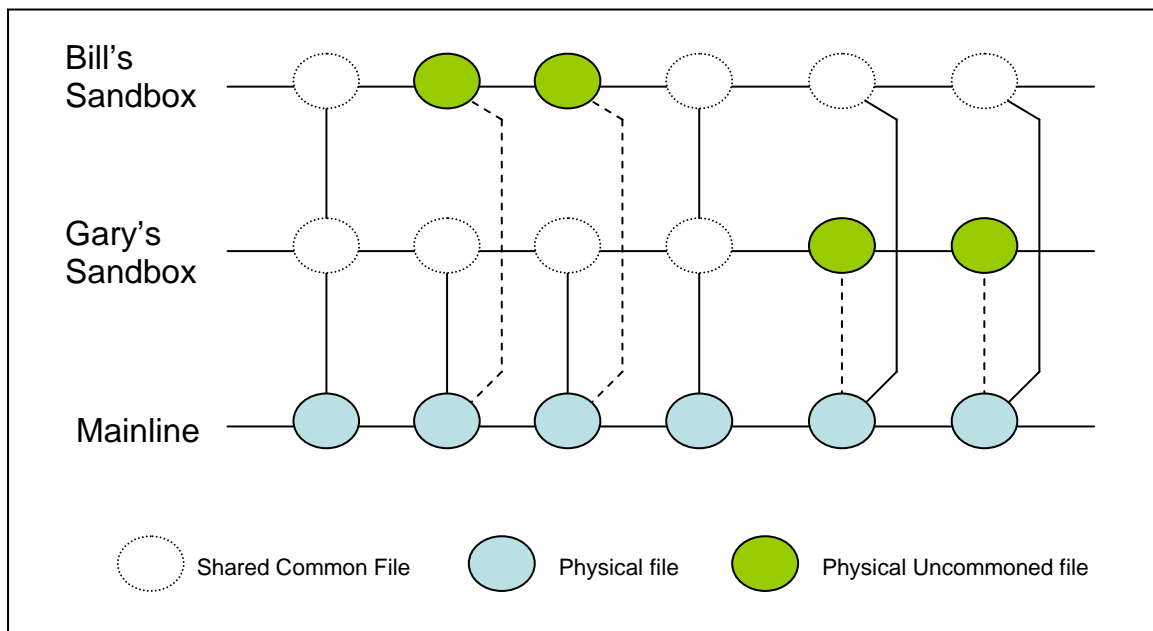 Bill’s
Sandbox
Gary’s
Sandbox
Mainline
Shared Common File
Physical file
Physical Uncommoned file